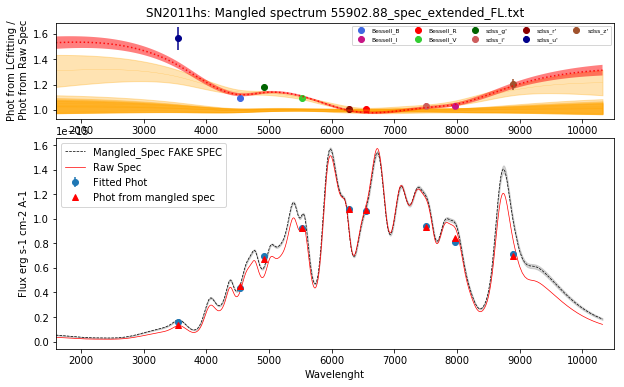 SN2011hs: Mangled spectrum 55902.88_spec_extended_FL.txt
Phot from LCfitting /
Phot from Raw Spec
1.6
1.4
1.2
1.0
Bessell_B
Bessell_I
Bessell_R
Bessell_V
sdss_g'
sdss_i'
sdss_r'
sdss_u'
sdss_z'
2000 3000 4000 5000 6000 7000 8000 9000 10000
Flux erg s-1 cm-2 A-1
1.6
1.4
1.2
1.0
0.8
0.6
0.4
0.2
0.0
Mangled_Spec FAKE SPEC
Raw Spec
Fitted Phot
Phot from mangled spec
2000 3000 4000 5000 6000 7000 8000 9000 10000
Wavelenght